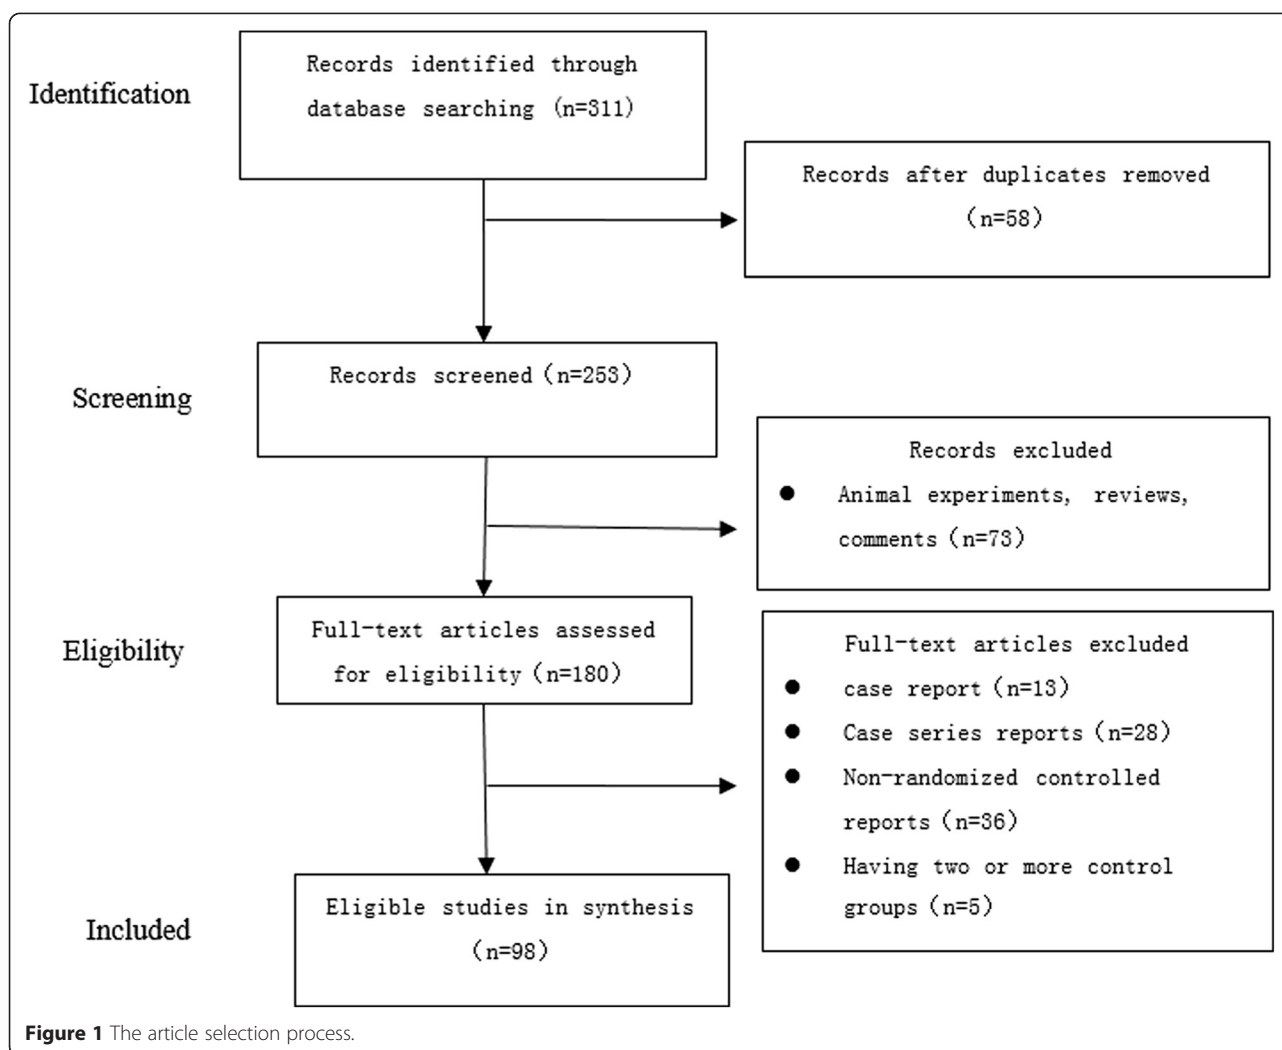 Identification
Records identified through
database searching (n=311)
Records after duplicates removed
(n=58)
Screening
Records screened (n=253)
Records excluded
● Animal experiments, reviews,
comments (n=73)
Eligibility
Full-text articles assessed
for eligibility (n=180)
Full-text articles excluded
● case report (n=13)
● Case series reports (n=28)
● Non-randomized controlled
reports (n=36)
● Having two or more control
groups (n=5)
Included
Eligible studies in synthesis
(n=98)
Figure 1 The article selection process.